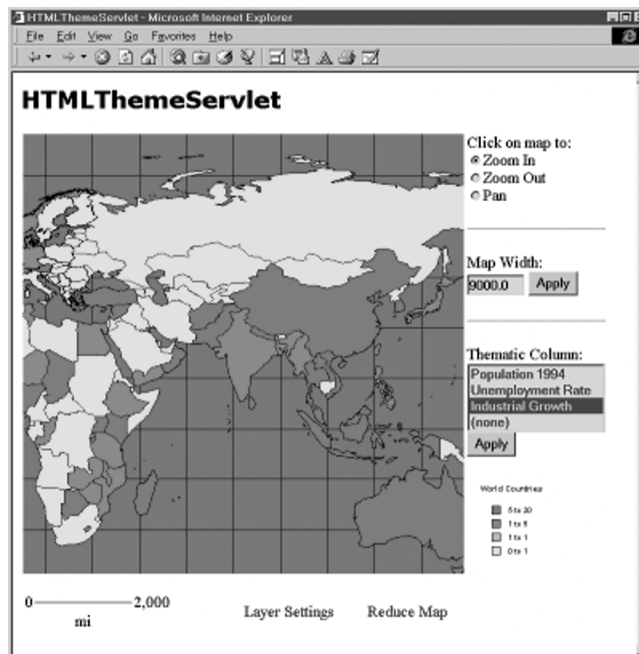 HTMLThemeServlet - Microsoft Internet Explorer
File Edit View Go Favorites Help
HTMLThemeServlet
Click on map to:
Zoom In
Zoom Out
Pan
Map Width:
9000.0 Apply
Thematic Column:
Population 1994
Unemployment Rate
Industrial Growth
(none)
Apply
World Countries
5 to 20
1 to 5
1 to 1
0 to 1
0 2,000
mi
Layer Settings Reduce Map